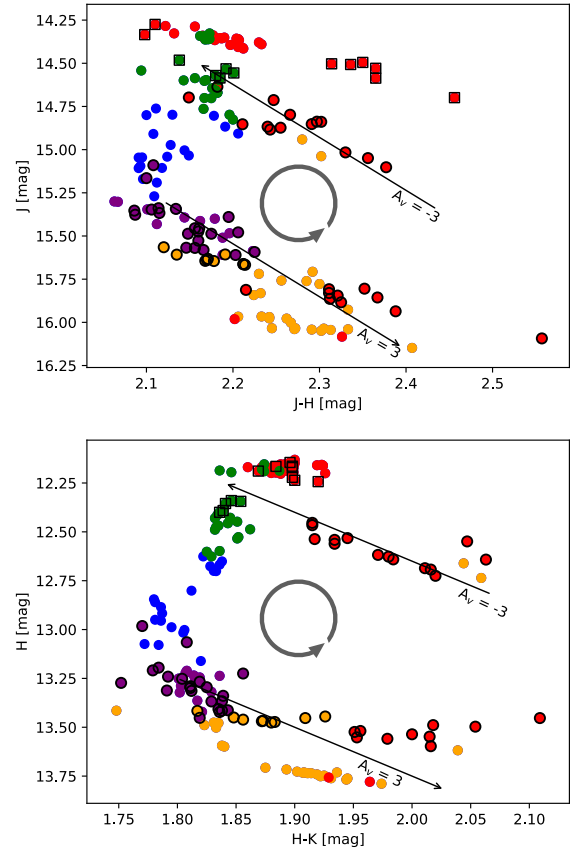 14.25
14.50
14.75
15.00
15.25
15.50
15.75
16.00
16.25
J [mag]
A_v = -3
A_v = 3
2.1 2.2 2.3 2.4 2.5
J-H [mag]
12.25
12.50
12.75
13.00
13.25
13.50
13.75
H [mag]
A_v = -3
A_v = 3
1.75 1.80 1.85 1.90 1.95 2.00 2.05 2.10
H-K [mag]